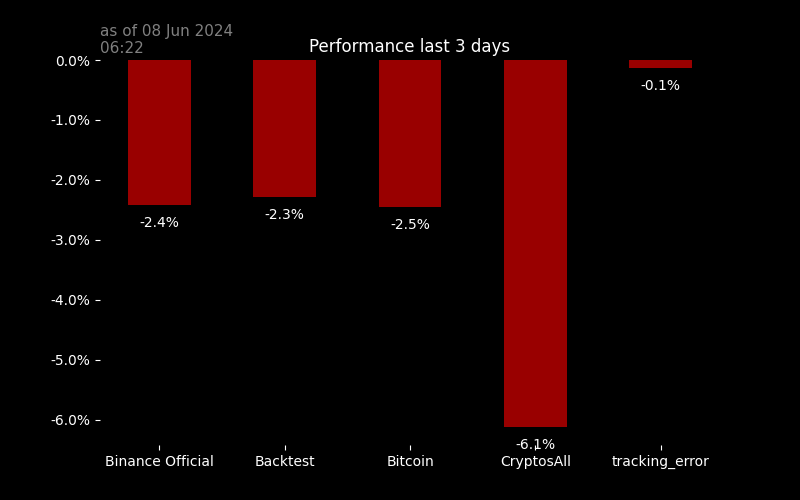 as of 08 Jun 2024
06:22
Performance last 3 days
0.0%
-1.0%
-2.0%
-3.0%
-4.0%
-5.0%
-6.0%
-2.4%
-2.3%
-2.5%
-6.1%
-0.1%
Binance Official
Backtest
Bitcoin
CryptosAll
tracking_error